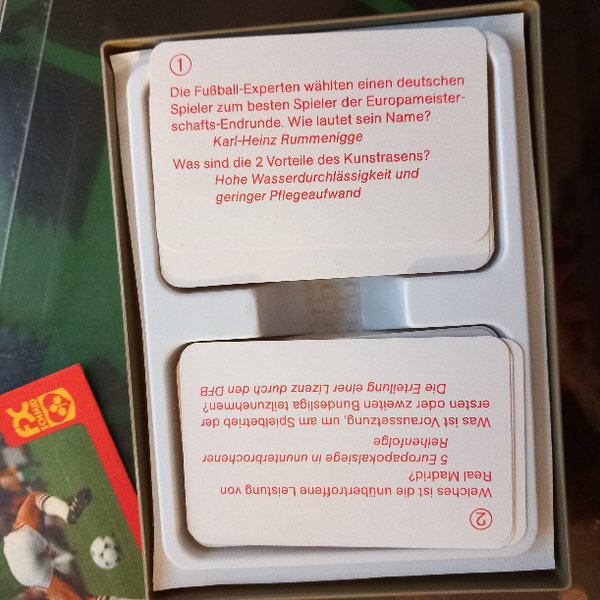 1
Die Fußball-Experten wählten einen deutschen
Spieler zum besten Spieler der Europameister-
schafts-Endrunde. Wie lautet sein Name?
Karl-Heinz Rummenigge
Was sind die 2 Vorteile des Kunstrasens?
Hohe Wasserdurchlässigkeit und
geringer Pflegeaufwand
2
Welches ist die unübertroffene Leistung von
Real Madrid?
5 Europapokalsiege in ununterbrochener
Reihenfolge
Was ist Voraussetzung, um am Spielbetrieb der
ersten oder zweiten Bundesliga teilzunehmen?
Die Erteilung einer Lizenz durch den DFB
FX
SCHMID